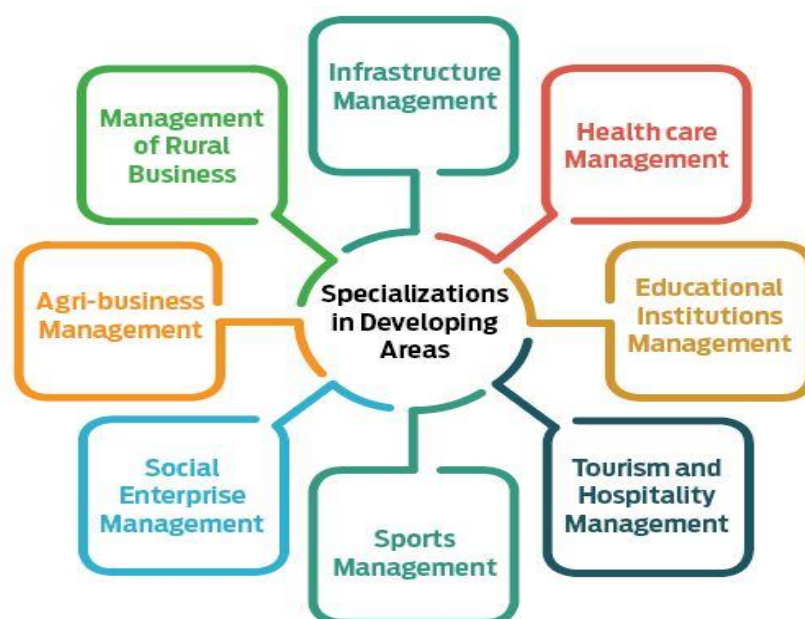 Infrastructure
Management
Management
of Rural
Business
Health care
Management
Agri-business
Management
Specializations
in Developing
Areas
Educational
Institutions
Management
Social
Enterprise
Management
Sports
Management
Tourism and
Hospitality
Management